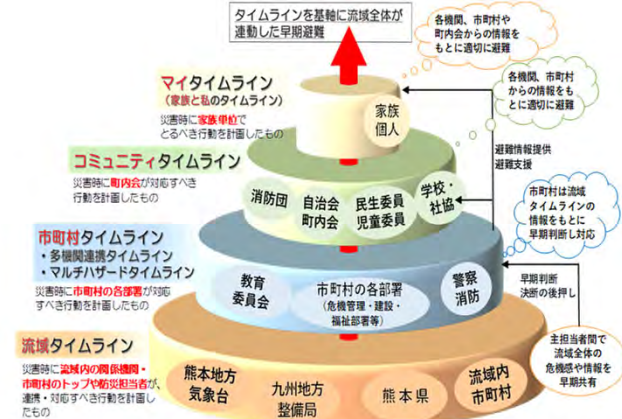 タイムラインを基軸に流域全体が
連動した早期避難
各機関、市町村や
町内会からの情報を
もとに適切に避難
マイタイムライン
(家族と私のタイムライン)
災害時に家族単位で
とるべき行動を計画したもの
家族
個人
各機関、市町村
からの情報をも
とに適切に避難
コミュニティタイムライン
災害時に町内会が対応すべき
行動を計画したもの
消防団
自治会
町内会
民生委員
児童委員
学校・
社協
避難情報提供
避難支援
市町村は流域
タイムラインの
情報をもとに
早期判断し対応
市町村タイムライン
・多機関連携タイムライン
・マルチハザードタイムライン
災害時に市町村の各部署が対応
すべき行動を計画したもの
教育
委員会
市町村の各部署
(危機管理・建設・
福祉部署等)
警察
消防
早期判断
決断の後押し
流域タイムライン
災害時に流域内の関係機関・
市町村のトップや防災担当者が、
連携・対応すべき行動を計画し
たもの
熊本地方
気象台
九州地方
整備局
熊本県
流域内
市町村
主担当者間で
流域全体の
危機感や情報を
早期共有